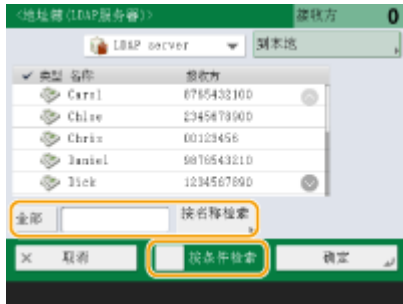 <地址簿(LDAP服务器)> 接收方 0
LDAP server 到本地
类型 名称 接收方
Carol 8765432100
Chloe 2345678900
Chris 00123456
Daniel 9876543210
Dick 1234567890
全部 按名称检索
× 取消 按条件检索 确定